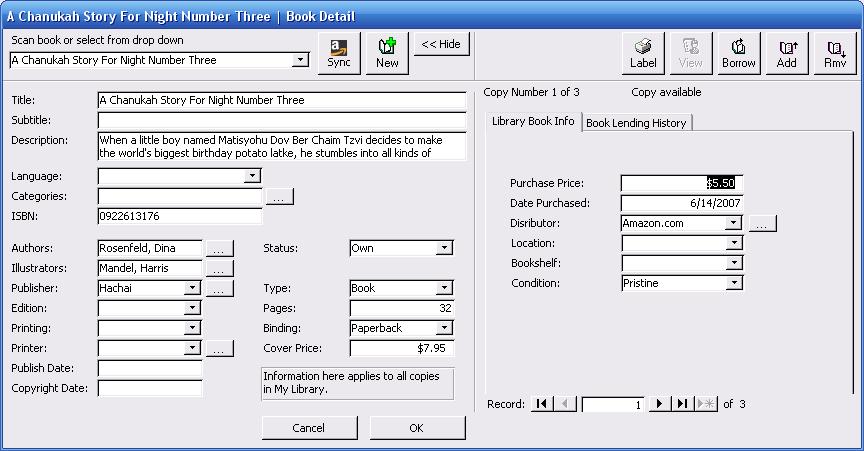 A Chanukah Story For Night Number Three | Book Detail
Scan book or select from drop down
A Chanukah Story For Night Number Three
Sync
New
<< Hide
Label
View
Borrow
Add
Rmv
Title: A Chanukah Story For Night Number Three
Subtitle:
Description: When a little boy named Matisyohu Dov Ber Chaim Tzvi decides to make
the world's biggest birthday potato latke, he stumbles into all kinds of
Language:
Categories: ...
ISBN: 0922613176
Authors: Rosenfeld, Dina ... Status: Own
Illustrators: Mandel, Harris ...
Publisher: Hachai ... Type: Book
Edition: Pages: 32
Printing: Binding: Paperback
Printer: ... Cover Price: $7.95
Publish Date:
Copyright Date:
Information here applies to all copies
in My Library.
Cancel
OK
Copy Number 1 of 3 Copy available
Library Book Info
Book Lending History
Purchase Price: $5.50
Date Purchased: 6/14/2007
Disributor: Amazon.com ...
Location:
Bookshelf:
Condition: Pristine
Record: 1 of 3